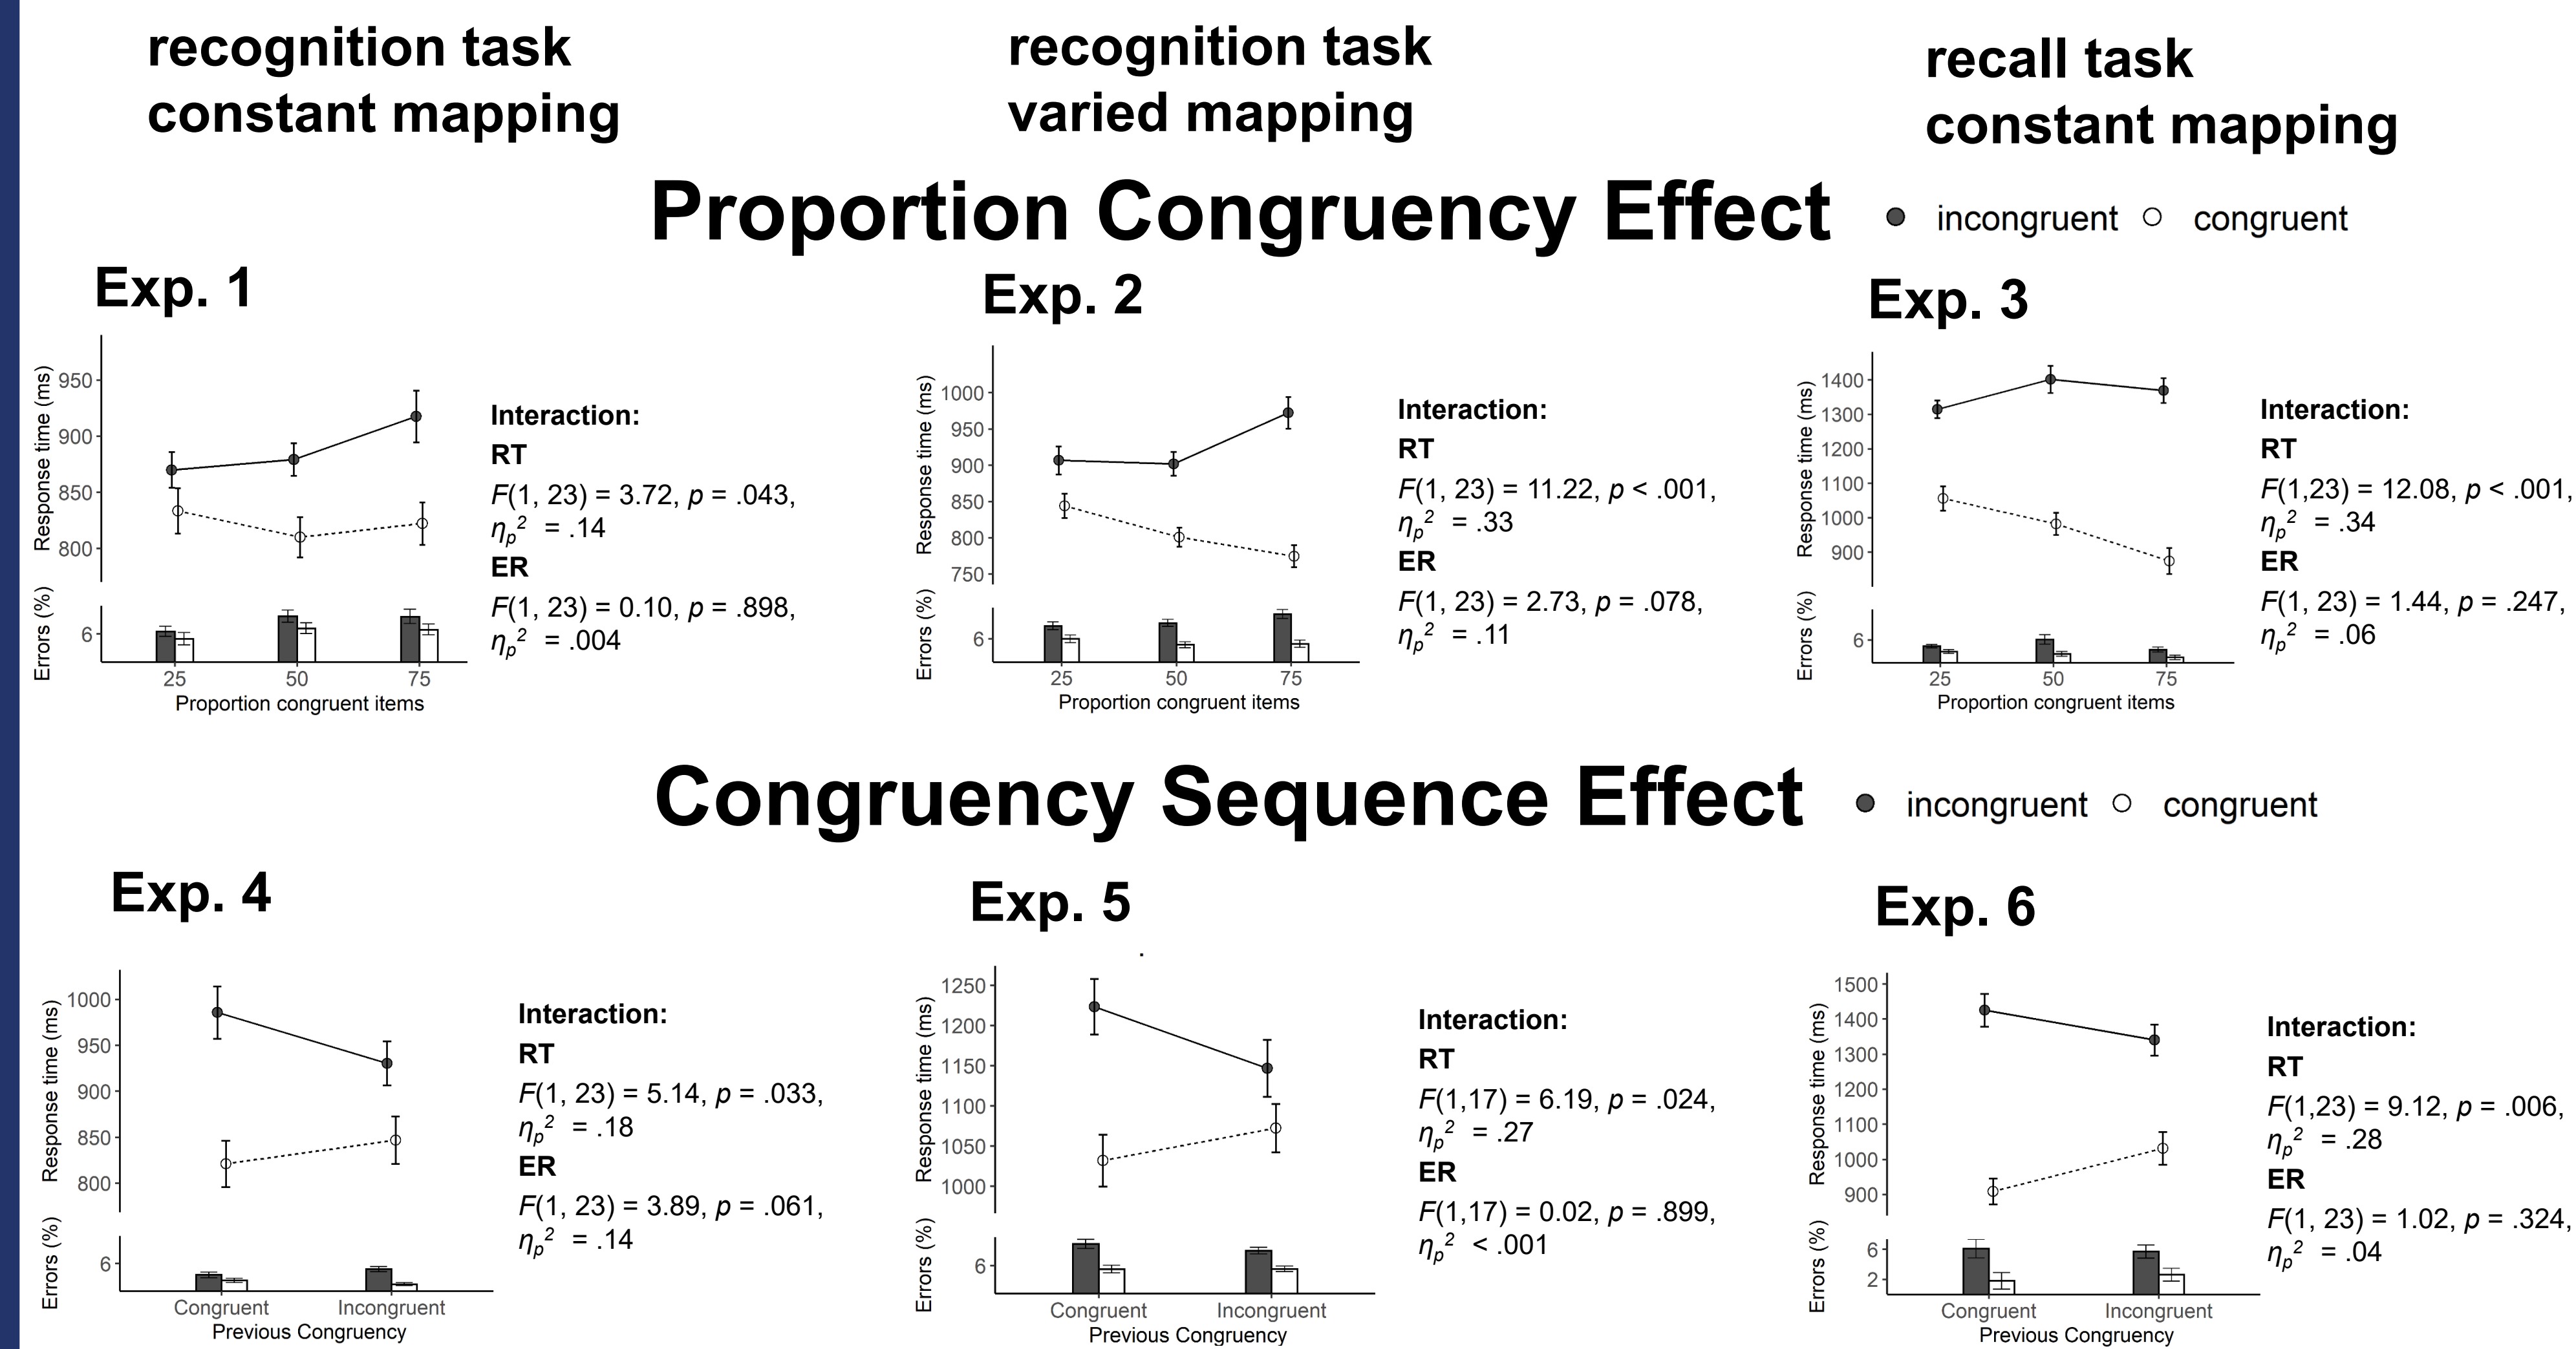 recognition task
constant mapping
recognition task
varied mapping
recall task
constant mapping
Proportion Congruency Effect
incongruent congruent
Exp. 1
Response time (ms)
950
900
850
800
Errors (%)
6
25 50 75
Proportion congruent items
Interaction:
RT
F(1, 23) = 3.72, p = .043,
ηp² = .14
ER
F(1, 23) = 0.10, p = .898,
ηp² = .004
Exp. 2
Response time (ms)
1000
950
900
850
800
750
Errors (%)
6
25 50 75
Proportion congruent items
Interaction:
RT
F(1, 23) = 11.22, p < .001,
ηp² = .33
ER
F(1, 23) = 2.73, p = .078,
ηp² = .11
Exp. 3
Response time (ms)
1400
1300
1200
1100
1000
900
Errors (%)
6
25 50 75
Proportion congruent items
Interaction:
RT
F(1,23) = 12.08, p < .001,
ηp² = .34
ER
F(1, 23) = 1.44, p = .247,
ηp² = .06
Congruency Sequence Effect
incongruent congruent
Exp. 4
Response time (ms)
1000
950
900
850
800
Errors (%)
6
Congruent Incongruent
Previous Congruency
Interaction:
RT
F(1, 23) = 5.14, p = .033,
ηp² = .18
ER
F(1, 23) = 3.89, p = .061,
ηp² = .14
Exp. 5
.
Response time (ms)
1250
1200
1150
1100
1050
1000
Errors (%)
6
Congruent Incongruent
Previous Congruency
Interaction:
RT
F(1,17) = 6.19, p = .024,
ηp² = .27
ER
F(1,17) = 0.02, p = .899,
ηp² < .001
Exp. 6
Response time (ms)
1500
1400
1300
1200
1100
1000
900
Errors (%)
6
2
Congruent Incongruent
Previous Congruency
Interaction:
RT
F(1,23) = 9.12, p = .006,
ηp² = .28
ER
F(1, 23) = 1.02, p = .324,
ηp² = .04